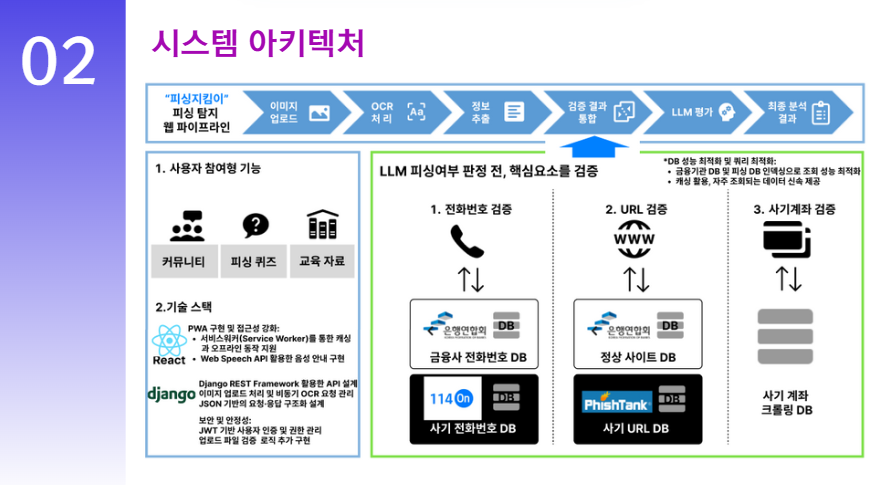 02
시스템 아키텍처
“피싱지킴이”
피싱 탐지
웹 파이프라인
이미지
업로드
OCR
처리
Aa
정보
추출
검증 결과
통합
LLM 평가
최종 분석
결과
1. 사용자 참여형 기능
커뮤니티
피싱 퀴즈
교육 자료
2.기술 스택
React
PWA 구현 및 접근성 강화:
• 서비스워커(Service Worker)를 통한 캐싱
과 오프라인 동작 지원
• Web Speech API 활용한 음성 안내 구현
django
Django REST Framework 활용한 API 설계
이미지 업로드 처리 및 비동기 OCR 요청 관리
JSON 기반의 요청-응답 구조화 설계
보안 및 안정성:
JWT 기반 사용자 인증 및 권한 관리
업로드 파일 검증 로직 추가 구현
LLM 피싱여부 판정 전, 핵심요소를 검증
*DB 성능 최적화 및 쿼리 최적화:
• 금융기관 DB 및 피싱 DB 인덱싱으로 조회 성능 최적화
• 캐싱 활용, 자주 조회되는 데이터 신속 제공
1. 전화번호 검증
은행연합회
DB
금융사 전화번호 DB
114 On
DB
사기 전화번호 DB
2. URL 검증
WWW
은행연합회
DB
정상 사이트 DB
PhishTank
DB
사기 URL DB
3. 사기계좌 검증
사기 계좌
크롤링 DB